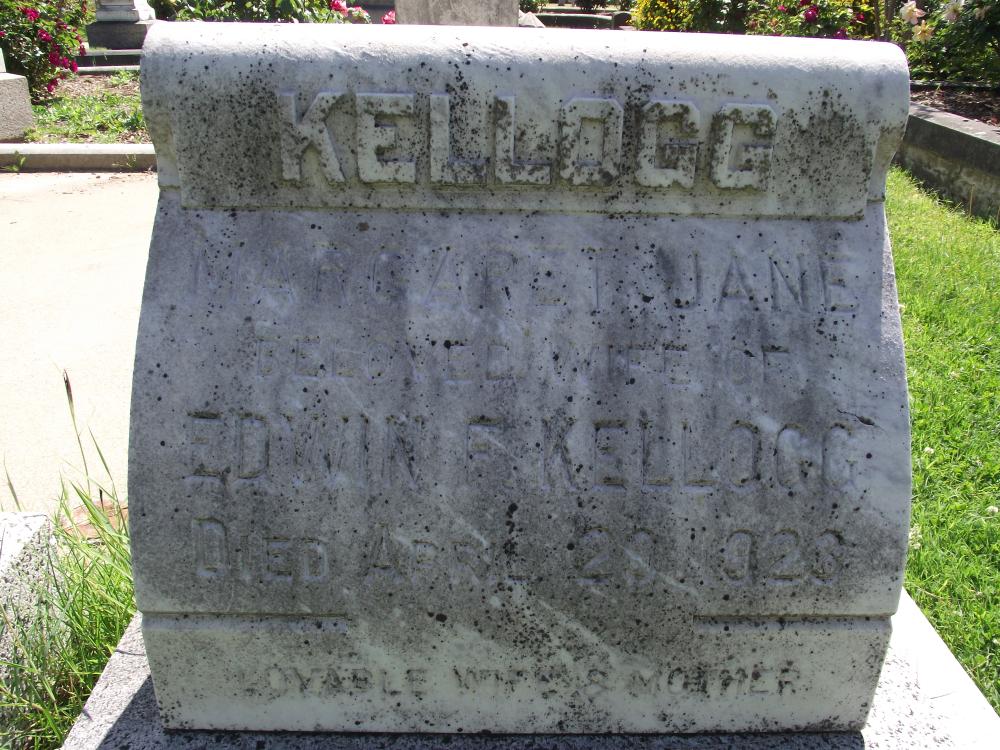 KELLOGG
MARGARET JANE
BELOVED WIFE OF
EDWIN F. KELLOGG
DIED APRIL 29, 1926
LOVABLE WIFE & MOTHER